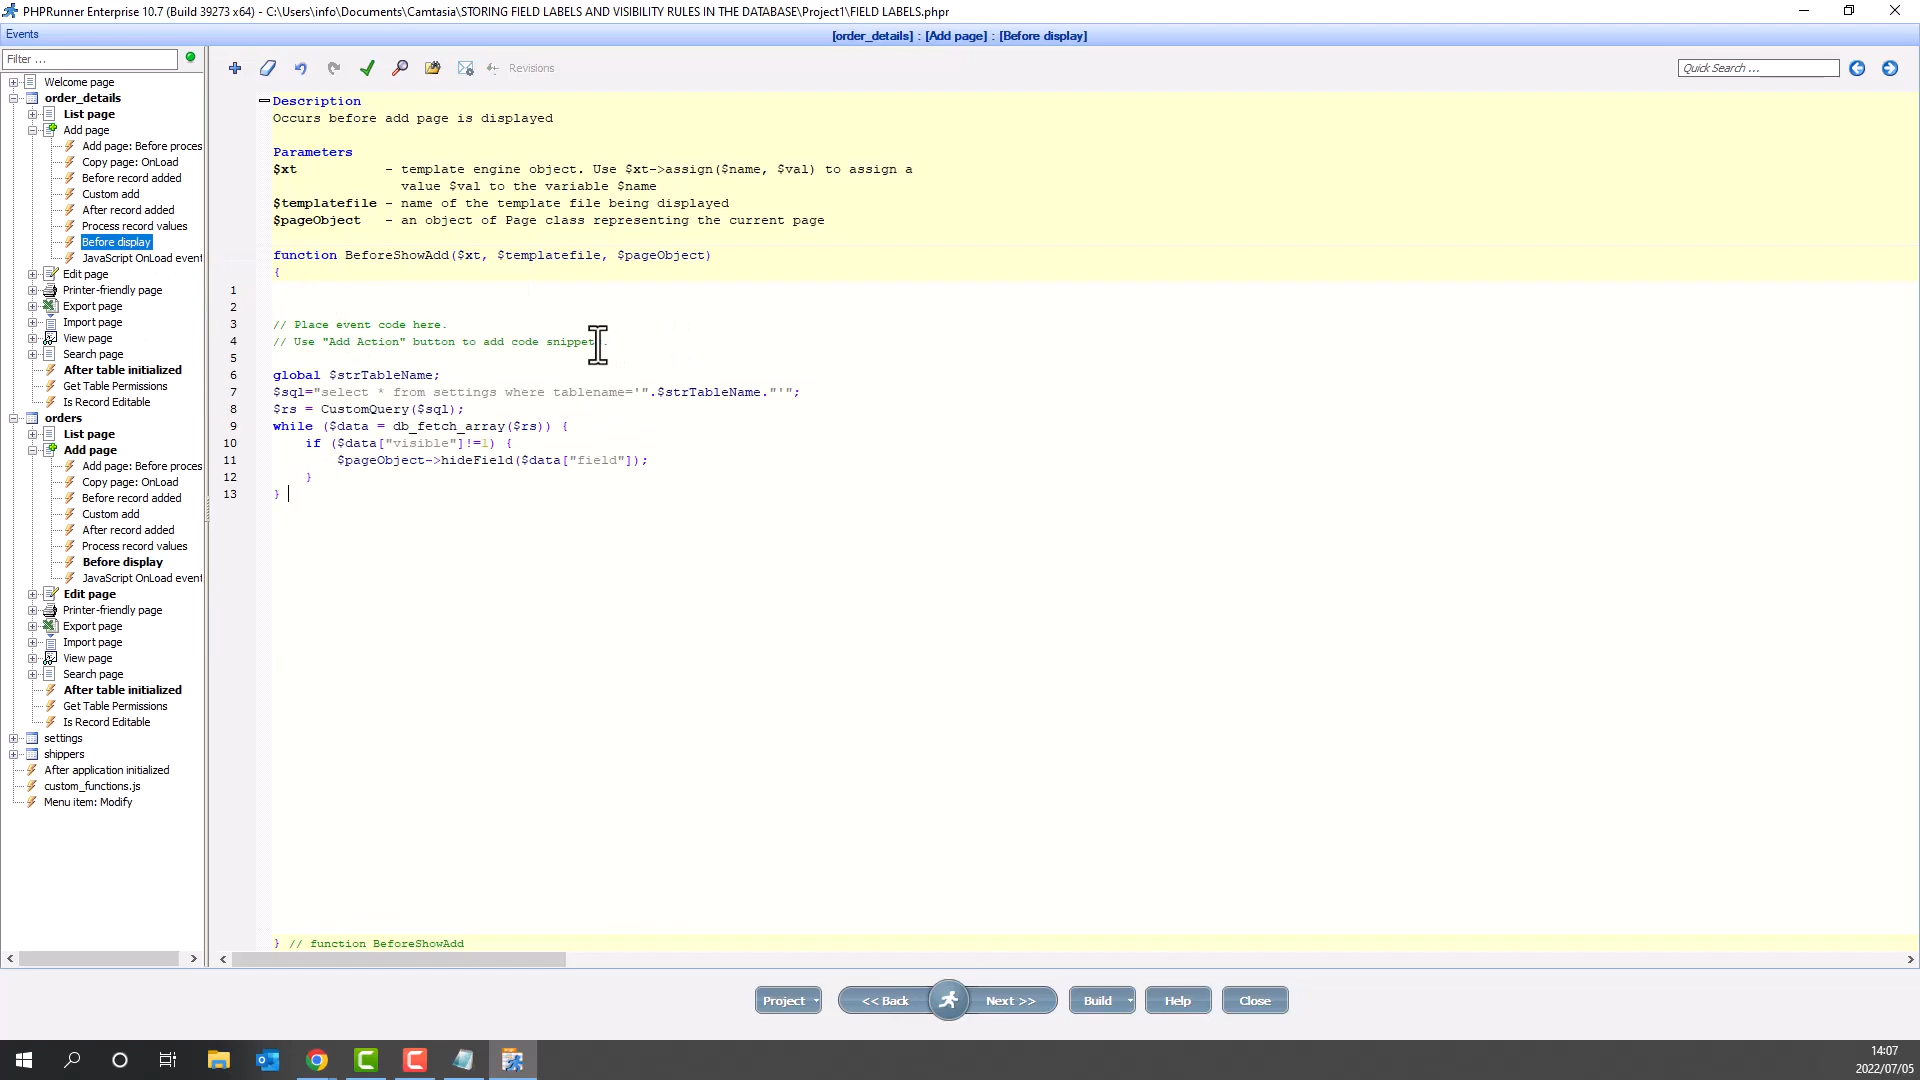 PHPRunner Enterprise 10.7 (Build 39273 x64) - C:\Users\info\Documents\Camtasia\STORING FIELD LABELS AND VISIBILITY RULES IN THE DATABASE\Project1\FIELD LABELS.phpr
Events
[order_details] : [Add page] : [Before display]
Filter ...
Revisions
Quick Search ...
Welcome page
order_details
List page
Add page
Add page: Before proces
Copy page: OnLoad
Before record added
Custom add
After record added
Process record values
Before display
JavaScript OnLoad event
Edit page
Printer-friendly page
Export page
Import page
View page
Search page
After table initialized
Get Table Permissions
Is Record Editable
orders
List page
Add page
Add page: Before proces
Copy page: OnLoad
Before record added
Custom add
After record added
Process record values
Before display
JavaScript OnLoad event
Edit page
Printer-friendly page
Export page
Import page
View page
Search page
After table initialized
Get Table Permissions
Is Record Editable
settings
shippers
After application initialized
custom_functions.js
Menu item: Modify
Description
Occurs before add page is displayed
Parameters
$xt - template engine object. Use $xt->assign($name, $val) to assign a
value $val to the variable $name
$templatefile - name of the template file being displayed
$pageObject - an object of Page class representing the current page
function BeforeShowAdd($xt, $templatefile, $pageObject)
{
1
2
3 // Place event code here.
4 // Use "Add Action" button to add code snippet.
5
6 global $strTableName;
7 $sql="select * from settings where tablename='".$strTableName."'";
8 $rs = CustomQuery($sql);
9 while ($data = db_fetch_array($rs)) {
10 if ($data["visible"]!=1) {
11 $pageObject->hideField($data["field"]);
12 }
13 }
} // function BeforeShowAdd
Project
<< Back
Next >>
Build
Help
Close
14:07
2022/07/05